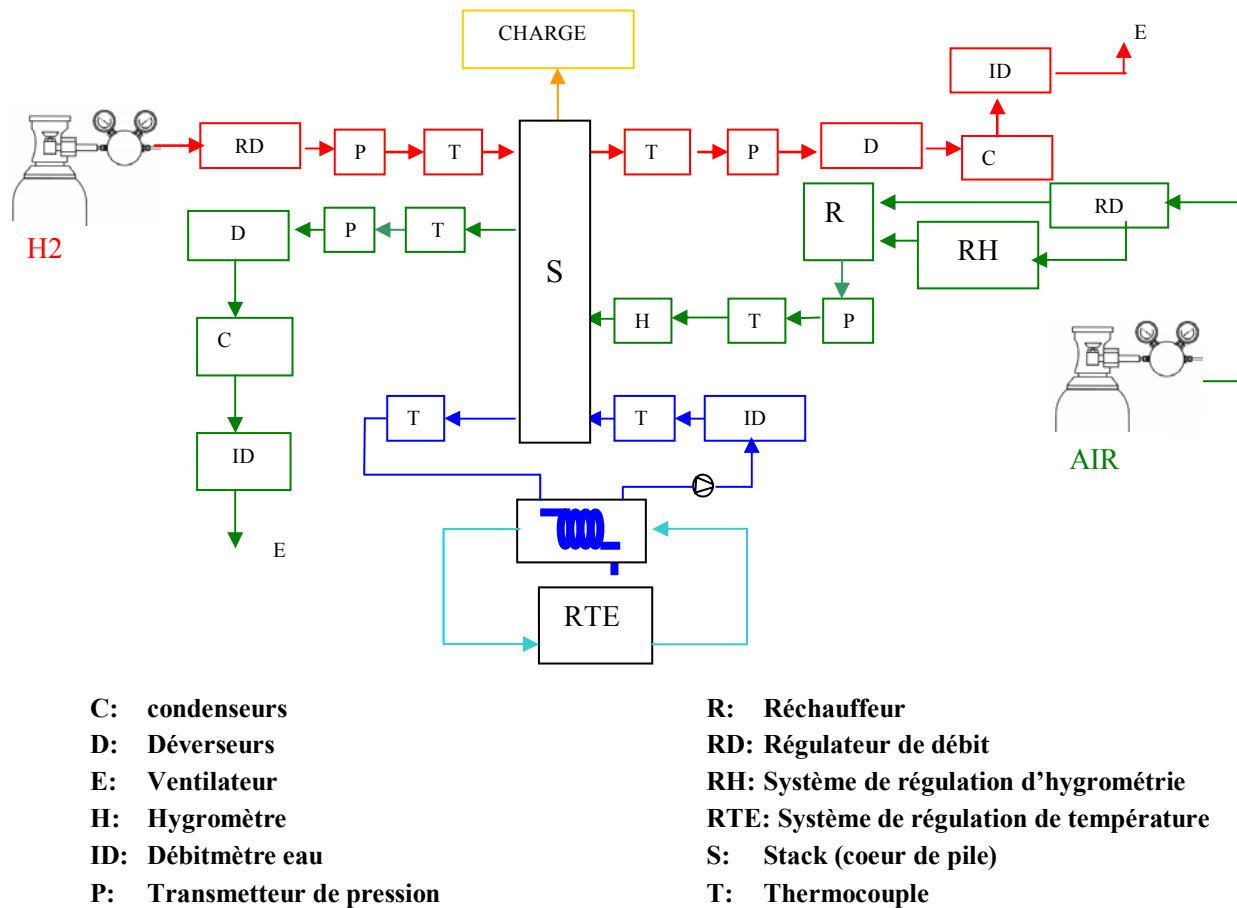 CHARGE
E
ID
RD
P
T
T
P
D
C
H2
D
P
T
S
R
RD
RH
C
H
T
P
ID
T
T
ID
AIR
E
RTE
C: condenseurs
D: Déverseurs
E: Ventilateur
H: Hygromètre
ID: Débitmètre eau
P: Transmetteur de pression
R: Réchauffeur
RD: Régulateur de débit
RH: Système de régulation d’hygrométrie
RTE: Système de régulation de température
S: Stack (coeur de pile)
T: Thermocouple